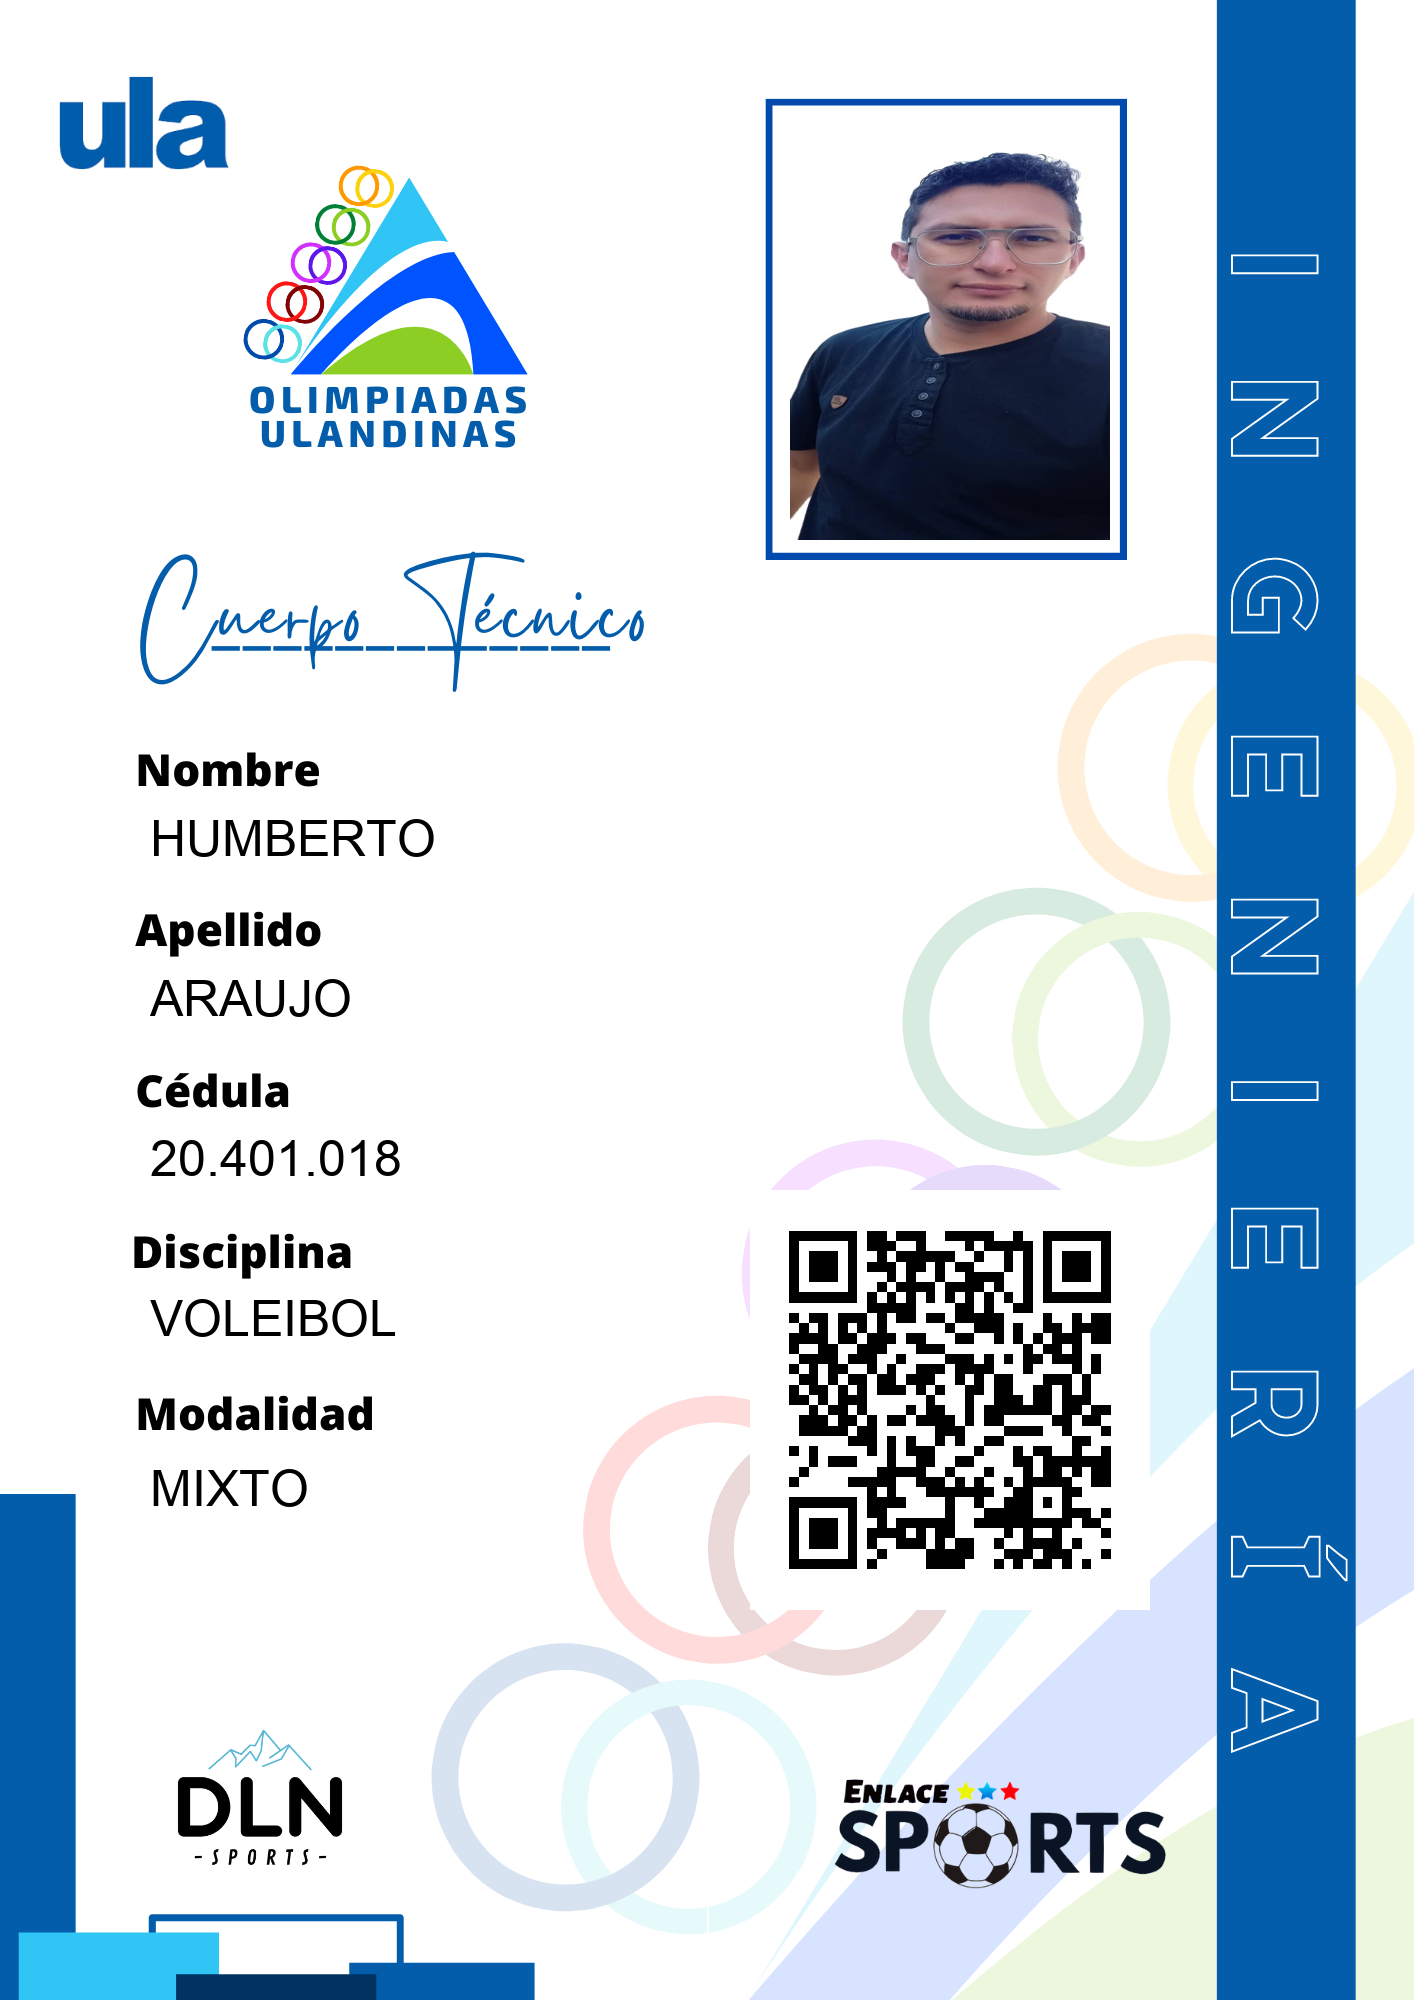 ula
OLIMPIADAS
ULANDINAS
Cuerpo Técnico
Nombre
HUMBERTO
Apellido
ARAUJO
Cédula
20.401.018
Disciplina
VOLEIBOL
Modalidad
MIXTO
INGENIERÍA
DLN
-SPORTS-
ENLACE
SPORTS